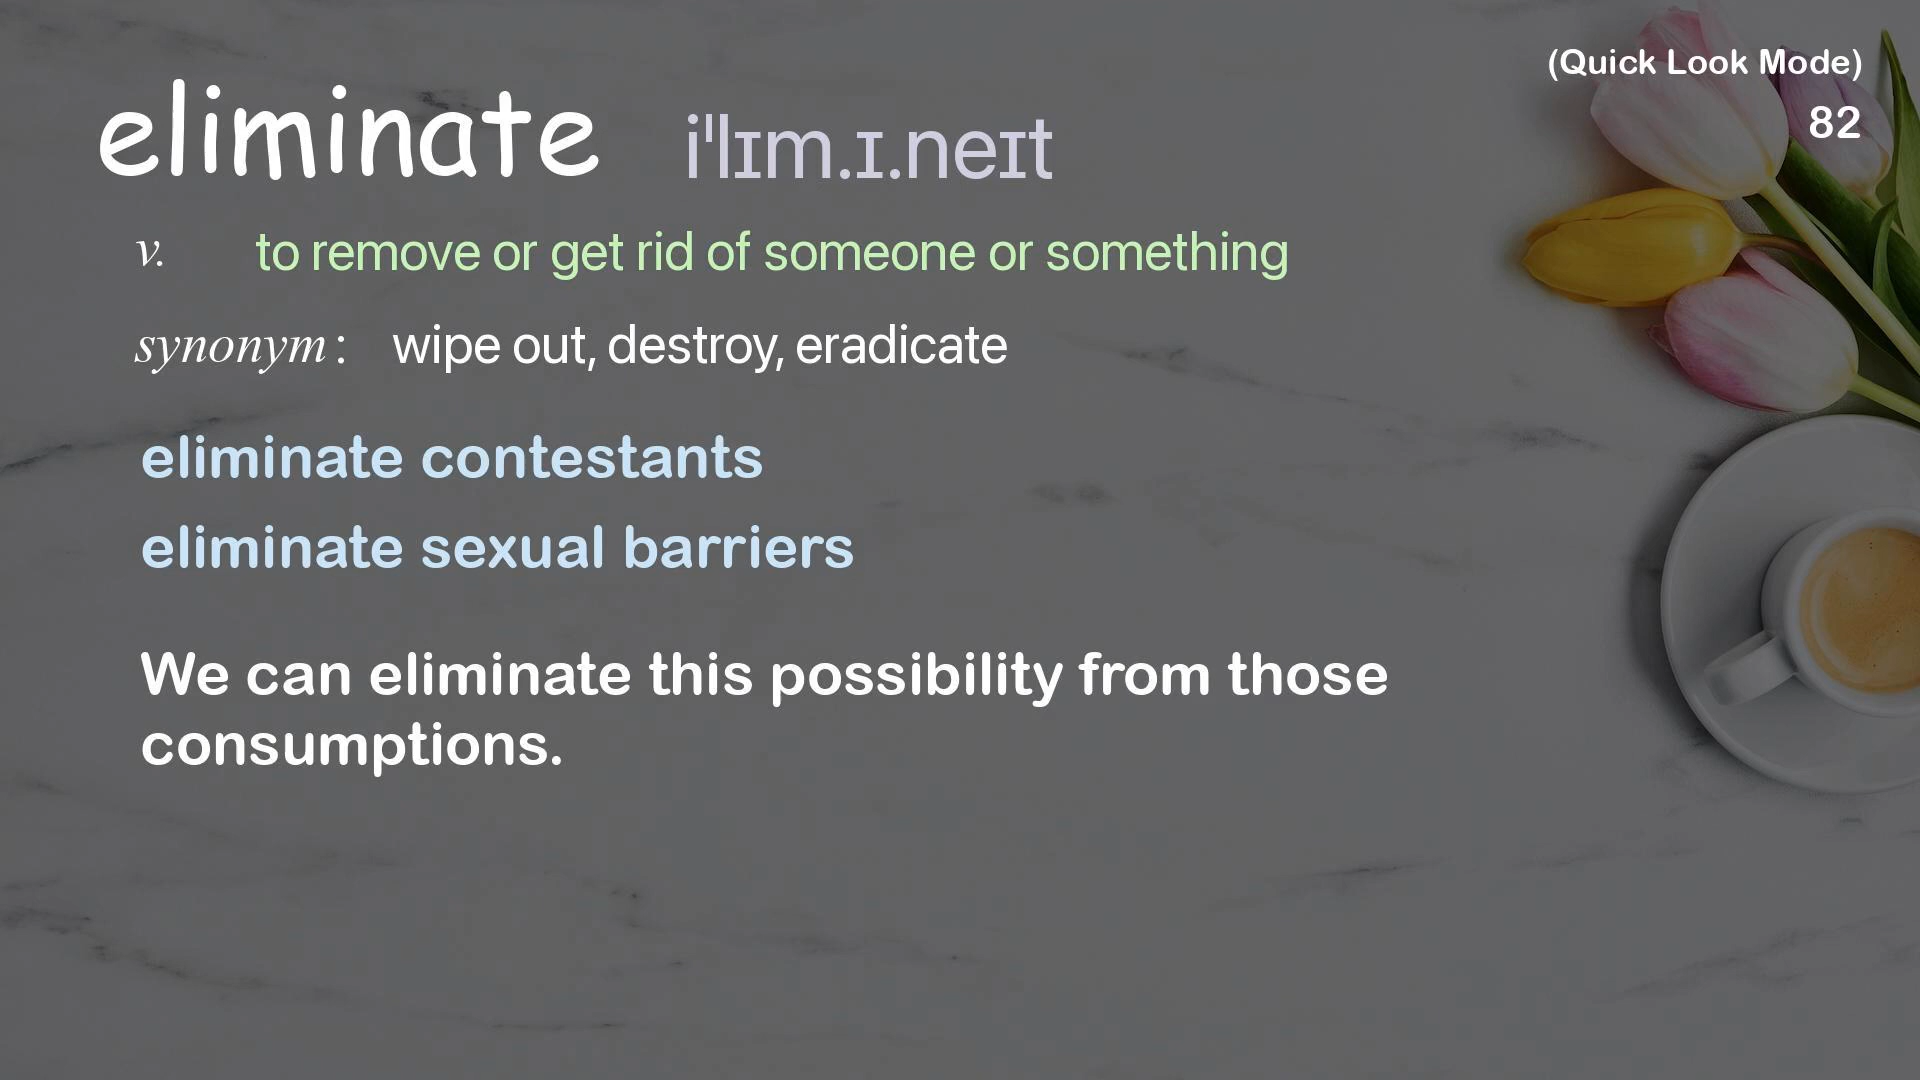 (Quick Look Mode)
82
eliminate iˈlɪm.ɪ.neɪt
v. to remove or get rid of someone or something
synonym: wipe out, destroy, eradicate
eliminate contestants
eliminate sexual barriers
We can eliminate this possibility from those
consumptions.